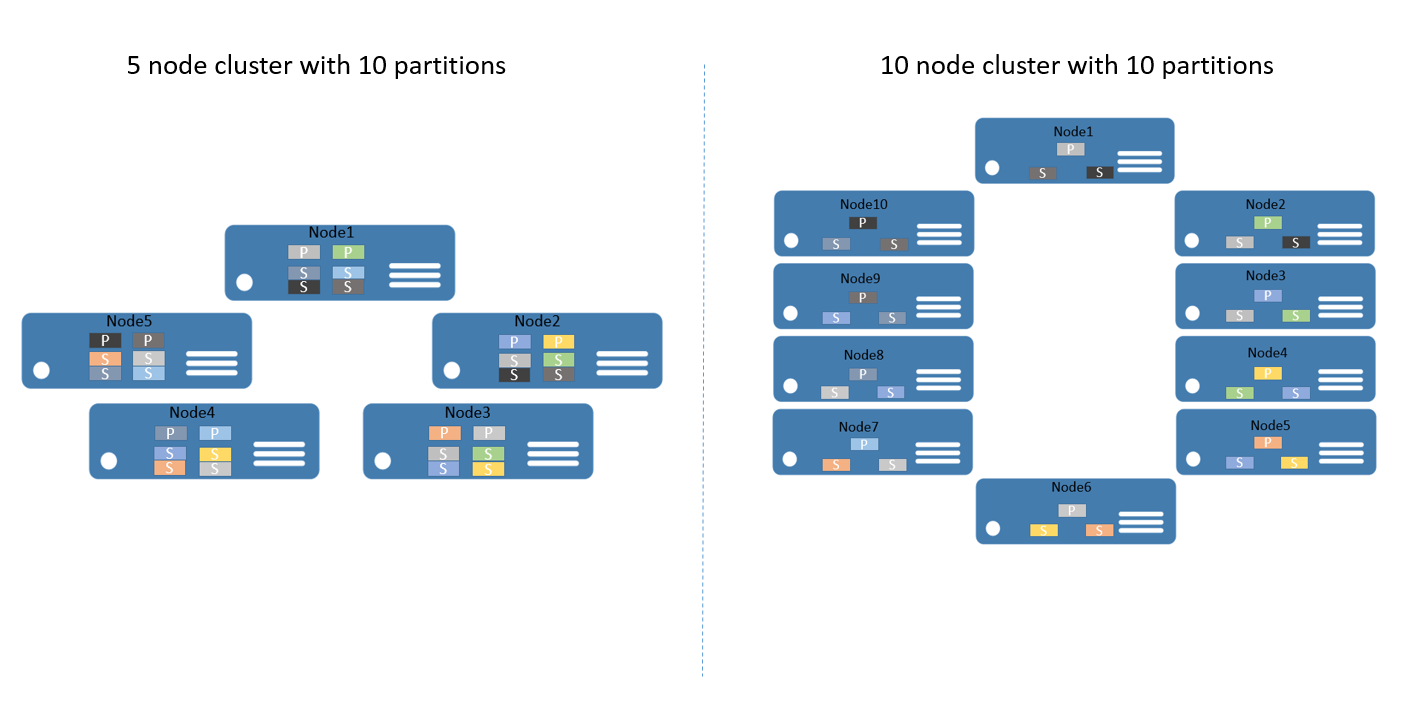 5 node cluster with 10 partitions
Node1
P P
S S
S S
Node5
P P
S S
S S
Node2
P P
S S
S S
Node4
P P
S S
S S
Node3
P P
S S
S S
10 node cluster with 10 partitions
Node1
P
S S
Node10
P
S S
Node2
P
S S
Node9
P
S S
Node3
P
S S
Node8
P
S S
Node4
P
S S
Node7
P
S S
Node5
P
S S
Node6
P
S S